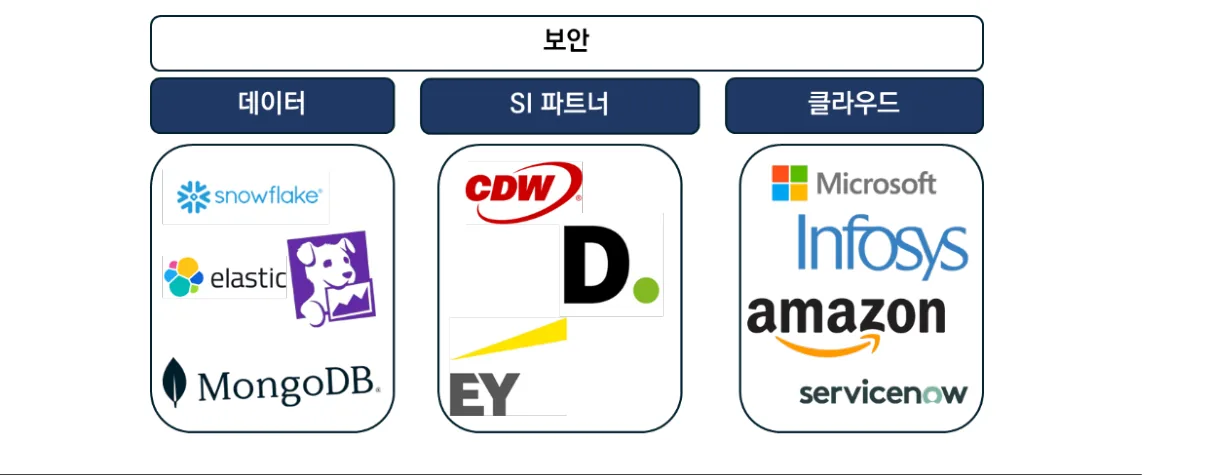 보안
데이터
SI 파트너
클라우드
snowflake®
elastic
MongoDB®
CDW®
D.
EY
Microsoft
Infosys
amazon
servicenow